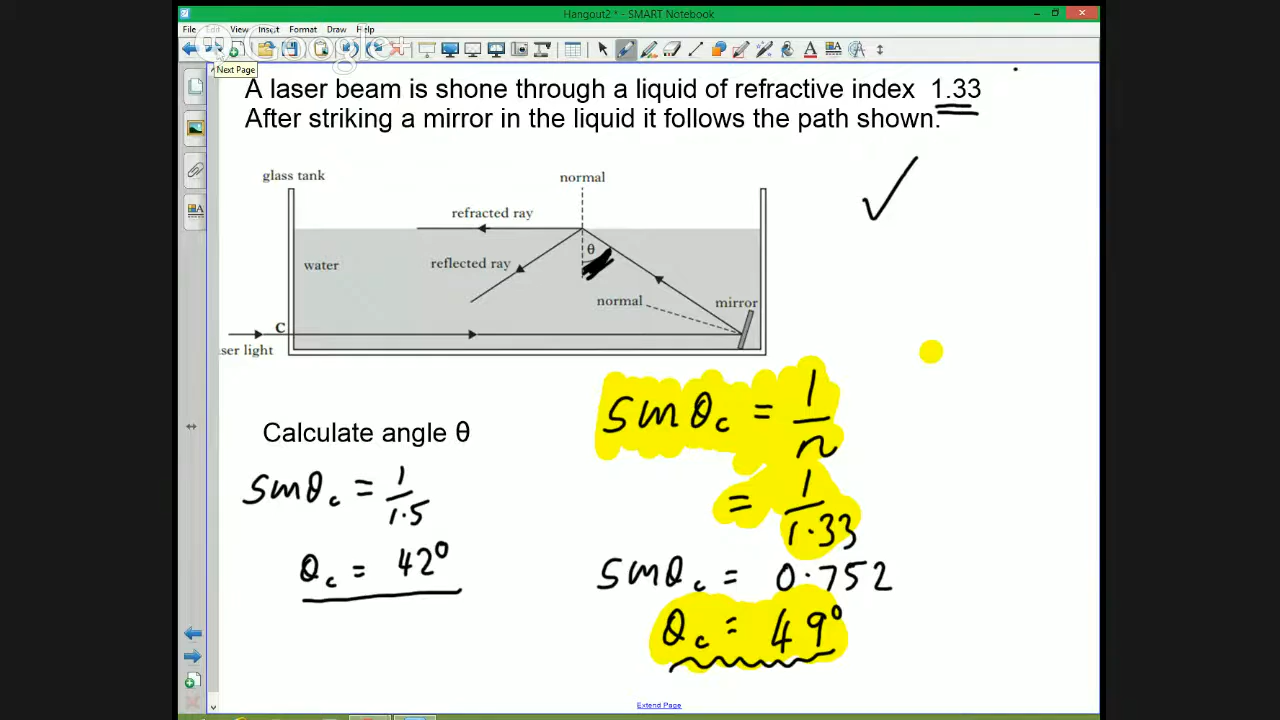 Hangout2 * - SMART Notebook
File Edit View Insert Format Draw Help
Google+
Next Page
A laser beam is shone through a liquid of refractive index 1.33
After striking a mirror in the liquid it follows the path shown.
glass tank
normal
refracted ray
θ
water
reflected ray
normal
mirror
C
ser light
Calculate angle θ
sinθc = 1/1.5
θc = 42°
sinθc = 1/n
= 1/1.33
sinθc = 0.752
θc = 49°
Extend Page